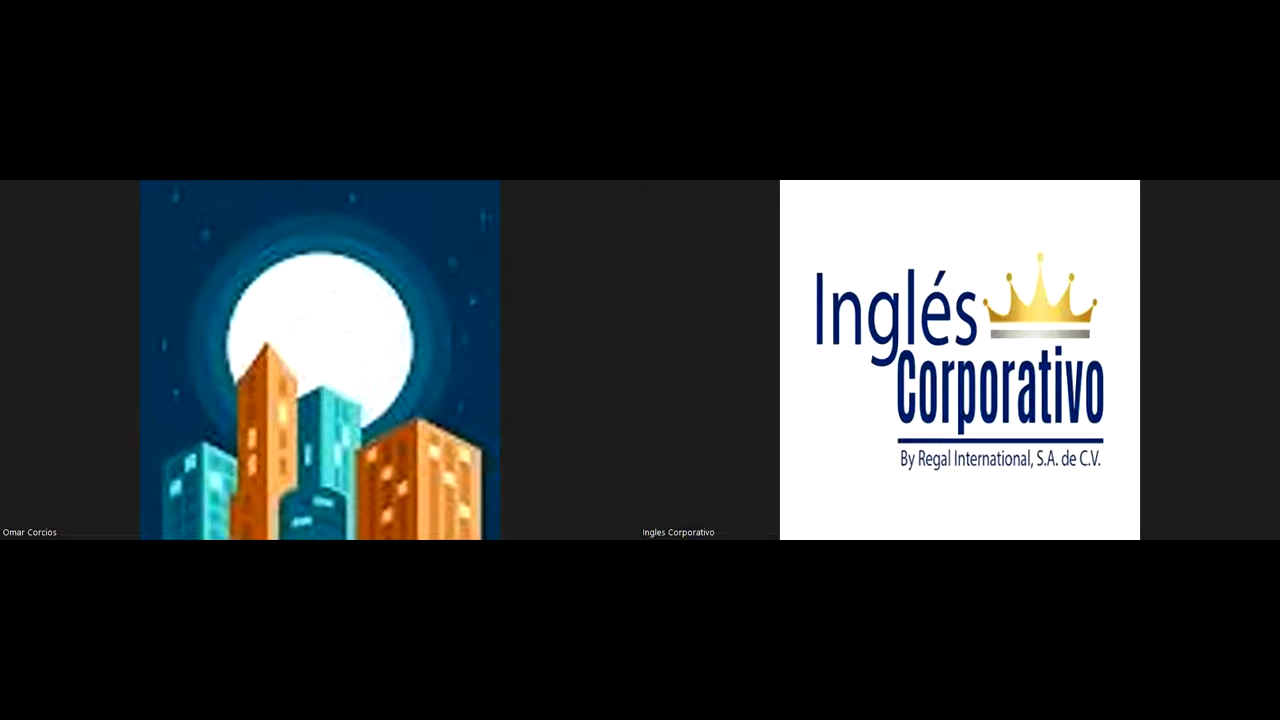 Inglés
Corporativo
By Regal International, S.A. de C.V.
Omar Corcios
Ingles Corporativo